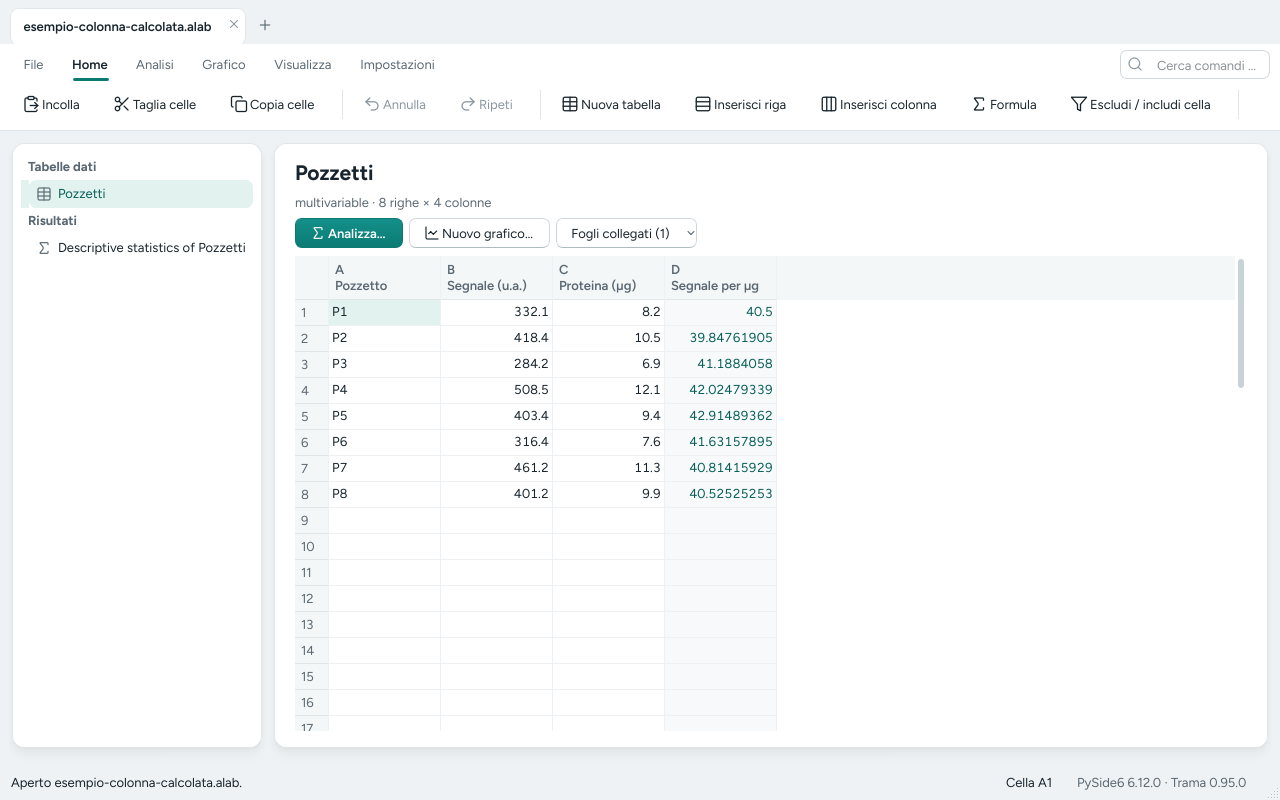 esempio-colonna-calcolata.alab
File Home Analisi Grafico Visualizza Impostazioni Cerca comandi ...
Incolla Taglia celle Copia celle Annulla Ripeti Nuova tabella Inserisci riga Inserisci colonna Formula Escludi / includi cella
Tabelle dati
Pozzetti
Risultati
Descriptive statistics of Pozzetti
Pozzetti
multivariable · 8 righe × 4 colonne
Analizza... Nuovo grafico... Fogli collegati (1)
A B C D
Pozzetto Segnale (u.a.) Proteina (µg) Segnale per µg
1 P1 332.1 8.2 40.5
2 P2 418.4 10.5 39.84761905
3 P3 284.2 6.9 41.1884058
4 P4 508.5 12.1 42.02479339
5 P5 403.4 9.4 42.91489362
6 P6 316.4 7.6 41.63157895
7 P7 461.2 11.3 40.81415929
8 P8 401.2 9.9 40.52525253
9
10
11
12
13
14
15
16
17
Aperto esempio-colonna-calcolata.alab. Cella A1 PySide6 6.12.0 · Trama 0.95.0